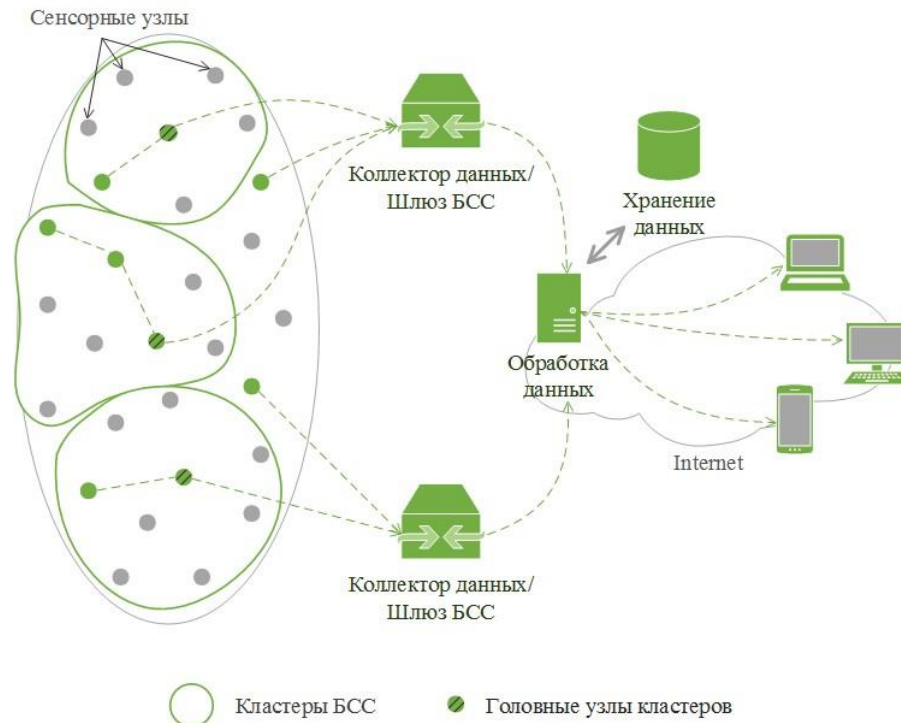 Сенсорные узлы
Коллектор данных/
Шлюз БСС
Хранение
данных
Обработка
данных
Internet
Коллектор данных/
Шлюз БСС
Кластеры БСС
Головные узлы кластеров